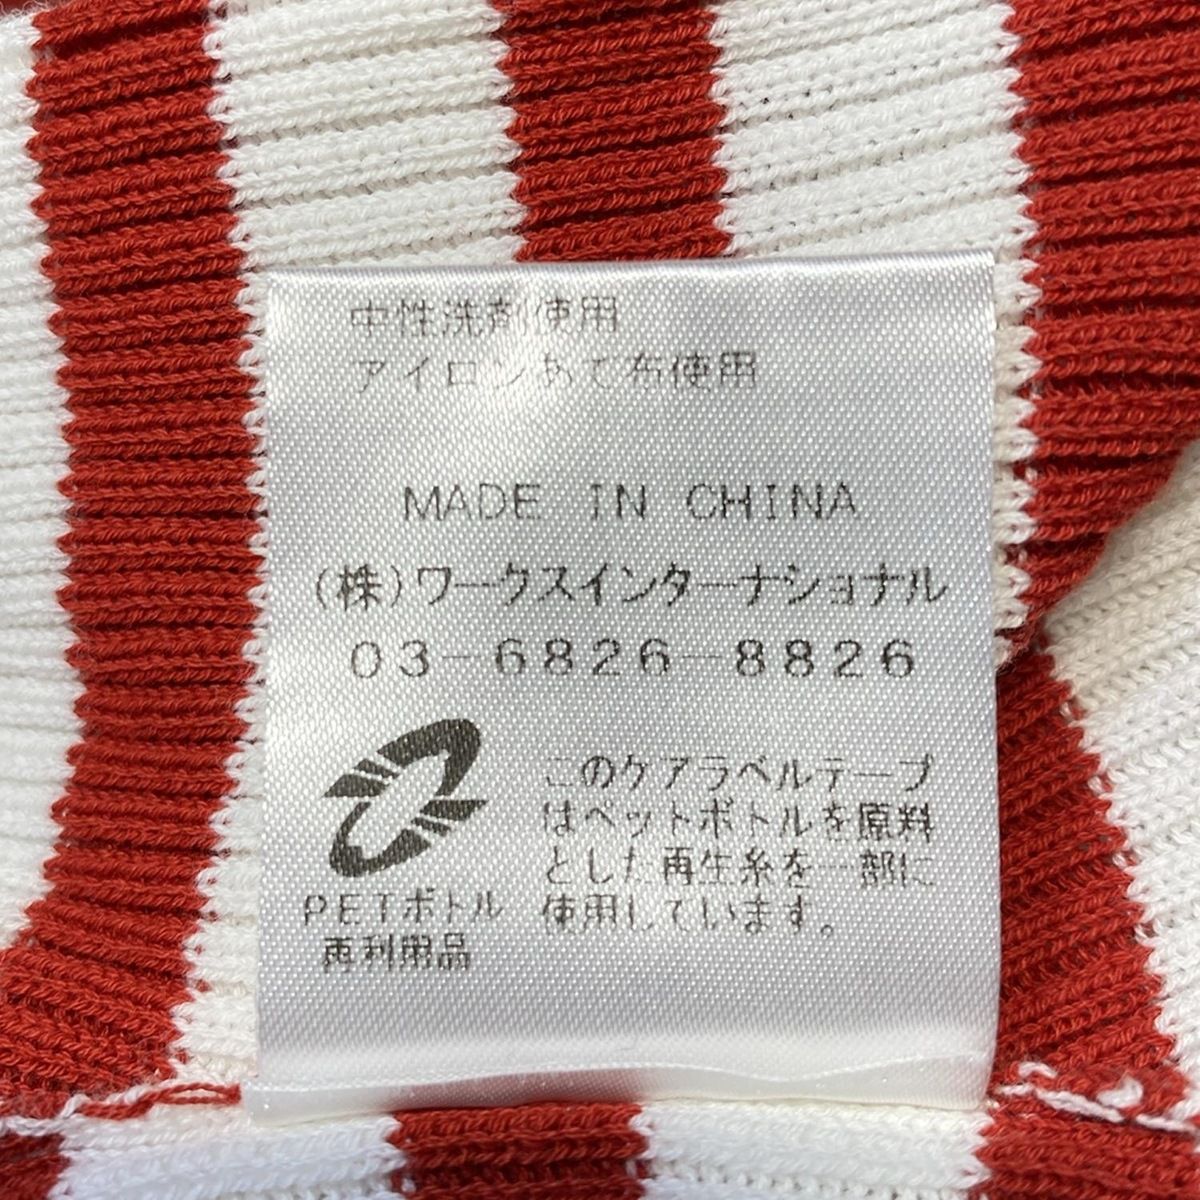 中性洗剤使用
アイロンあて布使用
MADE IN CHINA
(株)ワークスインターナショナル
03-6826-8826
PETボトル
再利用品
このケアラベルテープ
はペットボトルを原料
とした再生糸を一部に
使用しています。